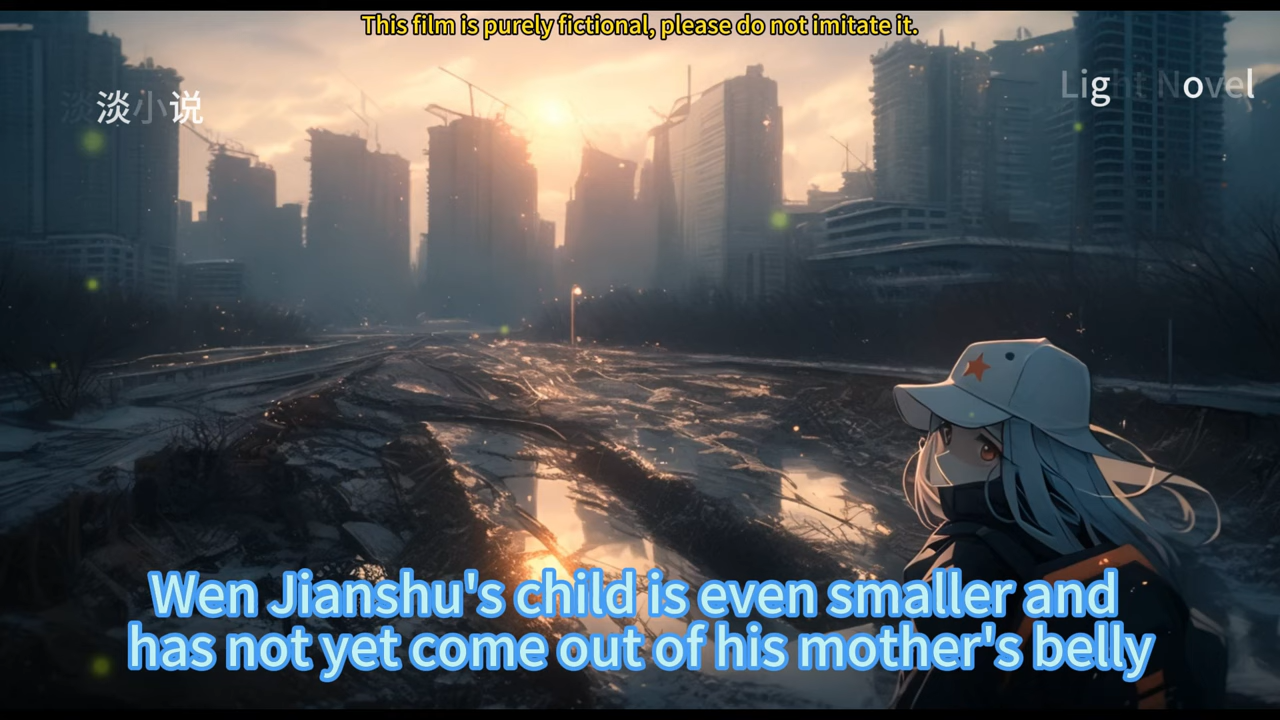 This film is purely fictional, please do not imitate it.
淡淡小说
Light Novel
Wen Jianshu's child is even smaller and
has not yet come out of his mother's belly